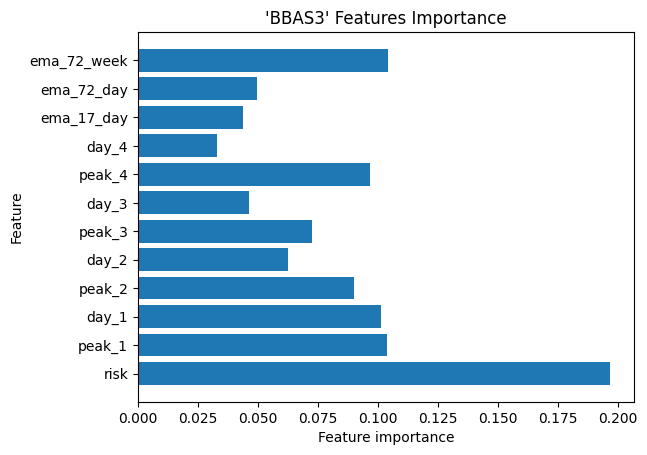 'BBAS3' Features Importance
Feature
ema_72_week
ema_72_day
ema_17_day
day_4
peak_4
day_3
peak_3
day_2
peak_2
day_1
peak_1
risk
0.000 0.025 0.050 0.075 0.100 0.125 0.150 0.175 0.200
Feature importance